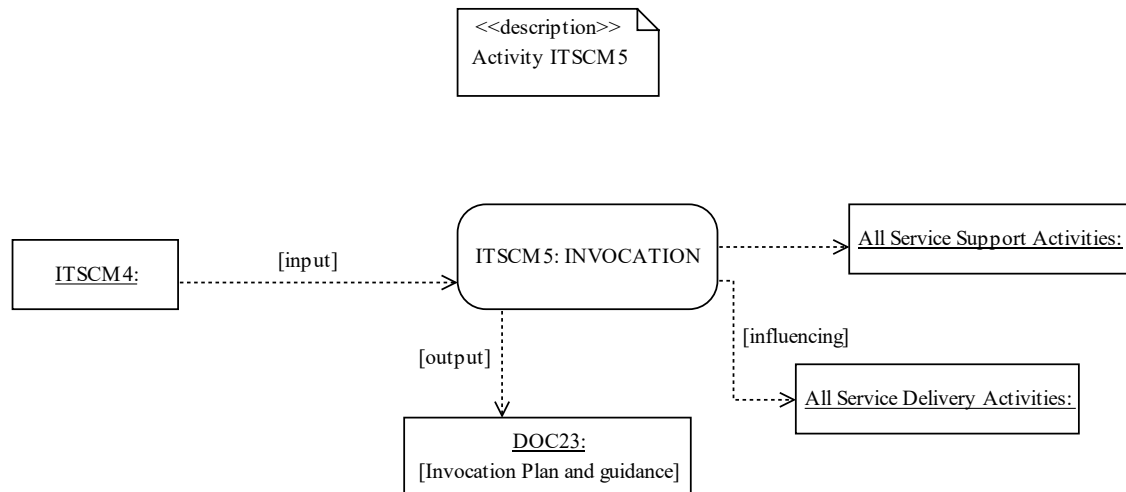 <<description>>
Activity ITSCM5
All Service Support Activities:
ITSCM5: INVOCATION
[input]
ITSCM4:
[influencing]
[output]
All Service Delivery Activities:
DOC23:
[Invocation Plan and guidance]